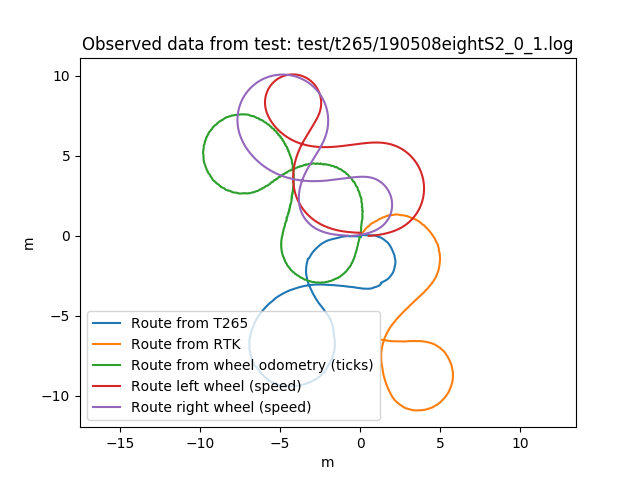 Observed data from test: test/t265/190508eightS2_0_1.log
10
5
0
−5
−10
m
Route from T265
Route from RTK
Route from wheel odometry (ticks)
Route left wheel (speed)
Route right wheel (speed)
−15
−10
−5
0
5
10
m